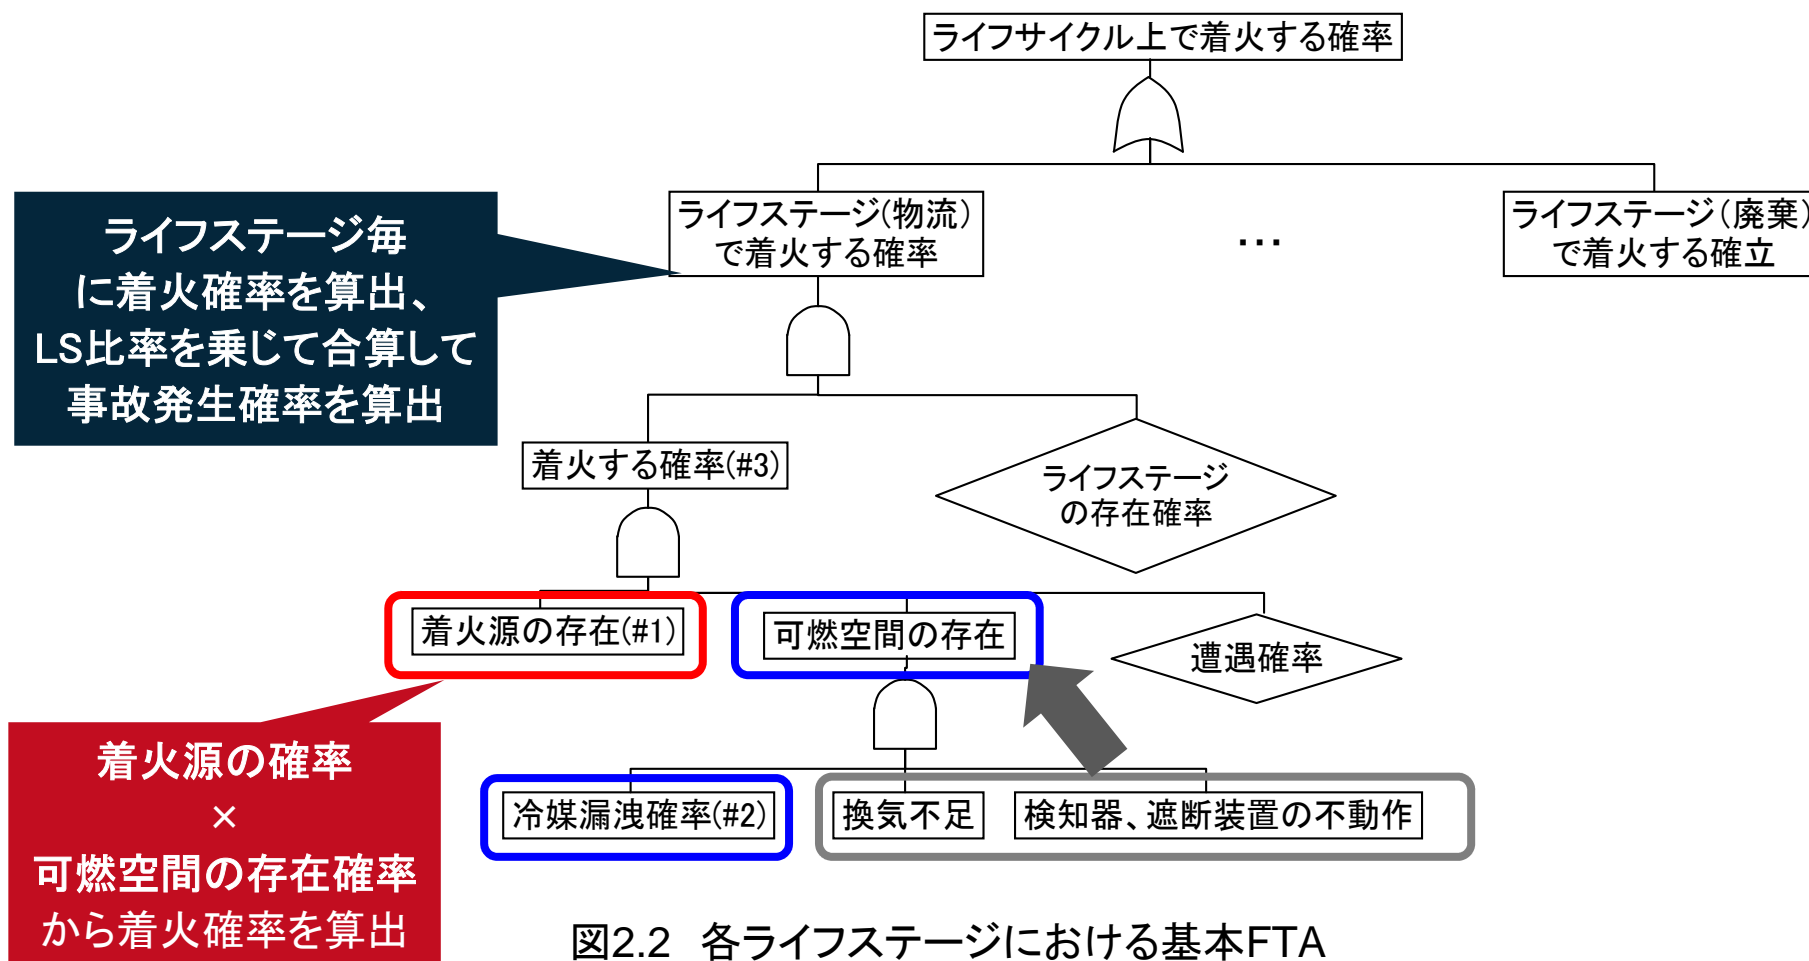 ライフサイクル上で着火する確率
ライフステージ(物流)
で着火する確率
…
ライフステージ(廃棄)
で着火する確立
ライフステージ毎
に着火確率を算出、
LS比率を乗じて合算して
事故発生確率を算出
着火する確率(#3)
ライフステージ
の存在確率
着火源の存在(#1)
可燃空間の存在
遭遇確率
着火源の確率
×
可燃空間の存在確率
から着火確率を算出
冷媒漏洩確率(#2)
換気不足
検知器、遮断装置の不動作
図2.2 各ライフステージにおける基本FTA